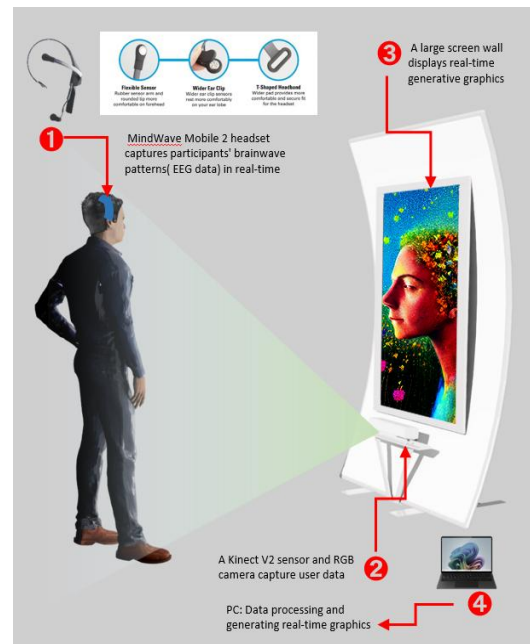 Flexible Sensor
Rubber sensor arm and
rounded tip more
comfortable on forehead
Wider Ear Clip
Wider ear clip sensors
rest more comfortably
on your ear lobe
T-Shaped Headband
Wider pad provides more
comfortable and secure fit
for the headset
1
MindWave Mobile 2 headset
captures participants' brainwave
patterns( EEG data) in real-time
3
A large screen wall
displays real-time
generative graphics
A Kinect V2 sensor and RGB
camera capture user data
2
PC: Data processing and
generating real-time graphics
4